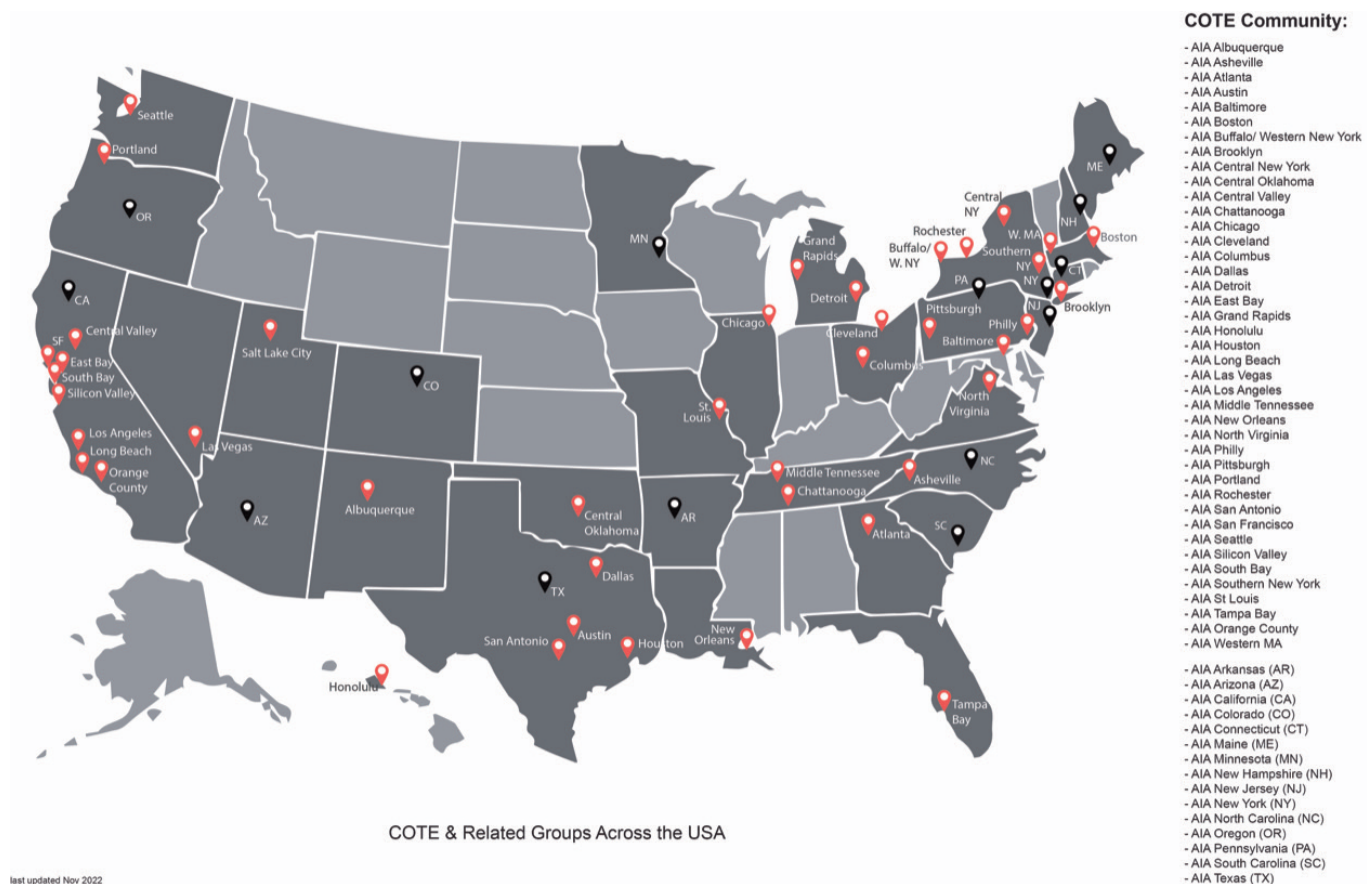 COTE Community:
- AIA Albuquerque
- AIA Asheville
- AIA Atlanta
- AIA Austin
- AIA Baltimore
- AIA Boston
- AIA Buffalo/ Western New York
- AIA Brooklyn
- AIA Central New York
- AIA Central Oklahoma
- AIA Central Valley
- AIA Chattanooga
- AIA Chicago
- AIA Cleveland
- AIA Columbus
- AIA Dallas
- AIA Detroit
- AIA East Bay
- AIA Grand Rapids
- AIA Honolulu
- AIA Houston
- AIA Long Beach
- AIA Las Vegas
- AIA Los Angeles
- AIA Middle Tennessee
- AIA New Orleans
- AIA North Virginia
- AIA Philly
- AIA Pittsburgh
- AIA Portland
- AIA Rochester
- AIA San Antonio
- AIA San Francisco
- AIA Seattle
- AIA Silicon Valley
- AIA South Bay
- AIA Southern New York
- AIA St Louis
- AIA Tampa Bay
- AIA Orange County
- AIA Western MA
- AIA Arkansas (AR)
- AIA Arizona (AZ)
- AIA California (CA)
- AIA Colorado (CO)
- AIA Connecticut (CT)
- AIA Maine (ME)
- AIA Minnesota (MN)
- AIA New Hampshire (NH)
- AIA New Jersey (NJ)
- AIA New York (NY)
- AIA North Carolina (NC)
- AIA Oregon (OR)
- AIA Pennsylvania (PA)
- AIA South Carolina (SC)
- AIA Texas (TX)
Seattle
Portland
OR
CA
Central Valley
SF
East Bay
South Bay
Silicon Valley
Los Angeles
Long Beach
Orange
County
Las Vegas
Salt Lake City
CO
AZ
Albuquerque
MN
Chicago
St.
Louis
Grand
Rapids
Detroit
Cleveland
Columbus
Central
Oklahoma
AR
Dallas
TX
Austin
San Antonio
Houston
New
Orleans
Middle Tennessee
Chattanooga
Asheville
NC
SC
Atlanta
Tampa
Bay
North
Virginia
Baltimore
Philly
Pittsburgh
PA
NJ
Brooklyn
NY
CT
Southern
NY
W. MA
Boston
NH
ME
Central
NY
Rochester
Buffalo/
W. NY
Honolulu
COTE & Related Groups Across the USA
last updated Nov 2022